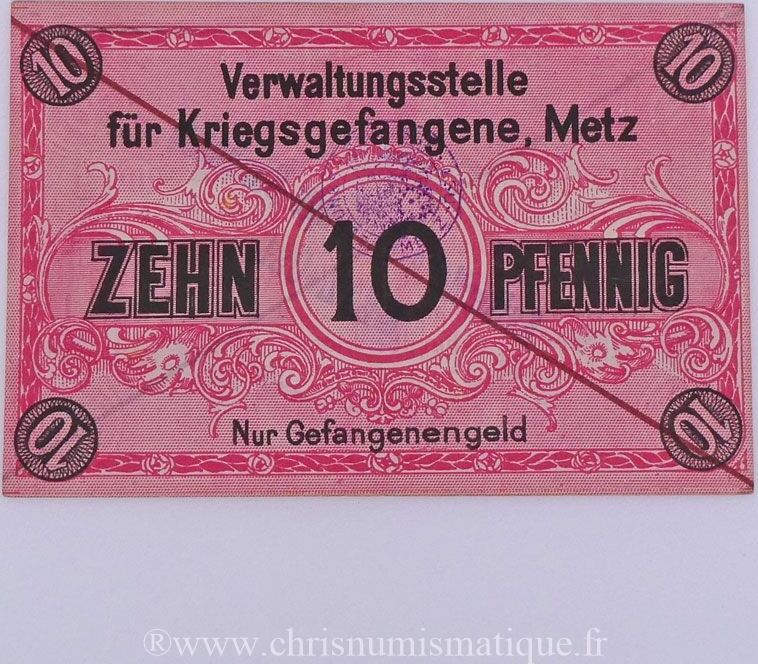 10 10
Verwaltungsstelle
für Kriegsgefangene, Metz
ZEHN 10 PFENNIG
Nur Gefangenengeld
10 10
®www.chrisnumismatique.fr